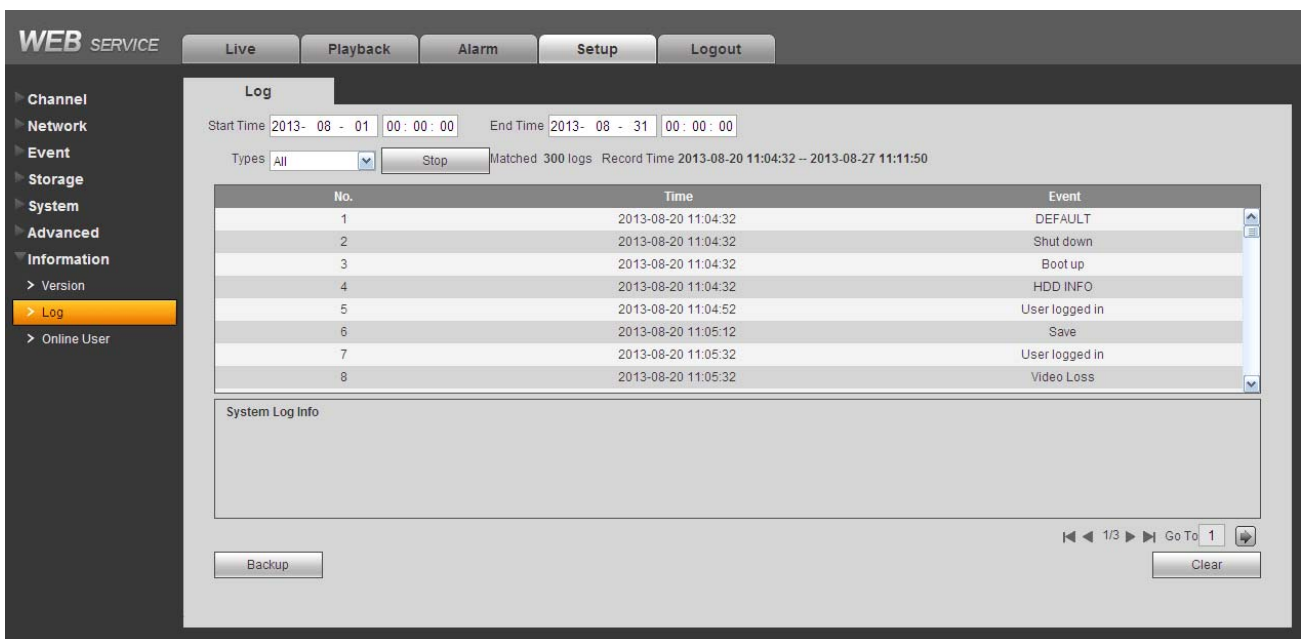 WEB SERVICE
Live Playback Alarm Setup Logout
Channel
Network
Event
Storage
System
Advanced
Information
> Version
> Log
> Online User
Log
Start Time 2013- 08 - 01 00 : 00 : 00 End Time 2013- 08 - 31 00 : 00 : 00
Types All Stop Matched 300 logs Record Time 2013-08-20 11:04:32 -- 2013-08-27 11:11:50
No. Time Event
1 2013-08-20 11:04:32 DEFAULT
2 2013-08-20 11:04:32 Shut down
3 2013-08-20 11:04:32 Boot up
4 2013-08-20 11:04:32 HDD INFO
5 2013-08-20 11:04:52 User logged in
6 2013-08-20 11:05:12 Save
7 2013-08-20 11:05:32 User logged in
8 2013-08-20 11:05:32 Video Loss
System Log Info
1/3 Go To 1
Backup Clear